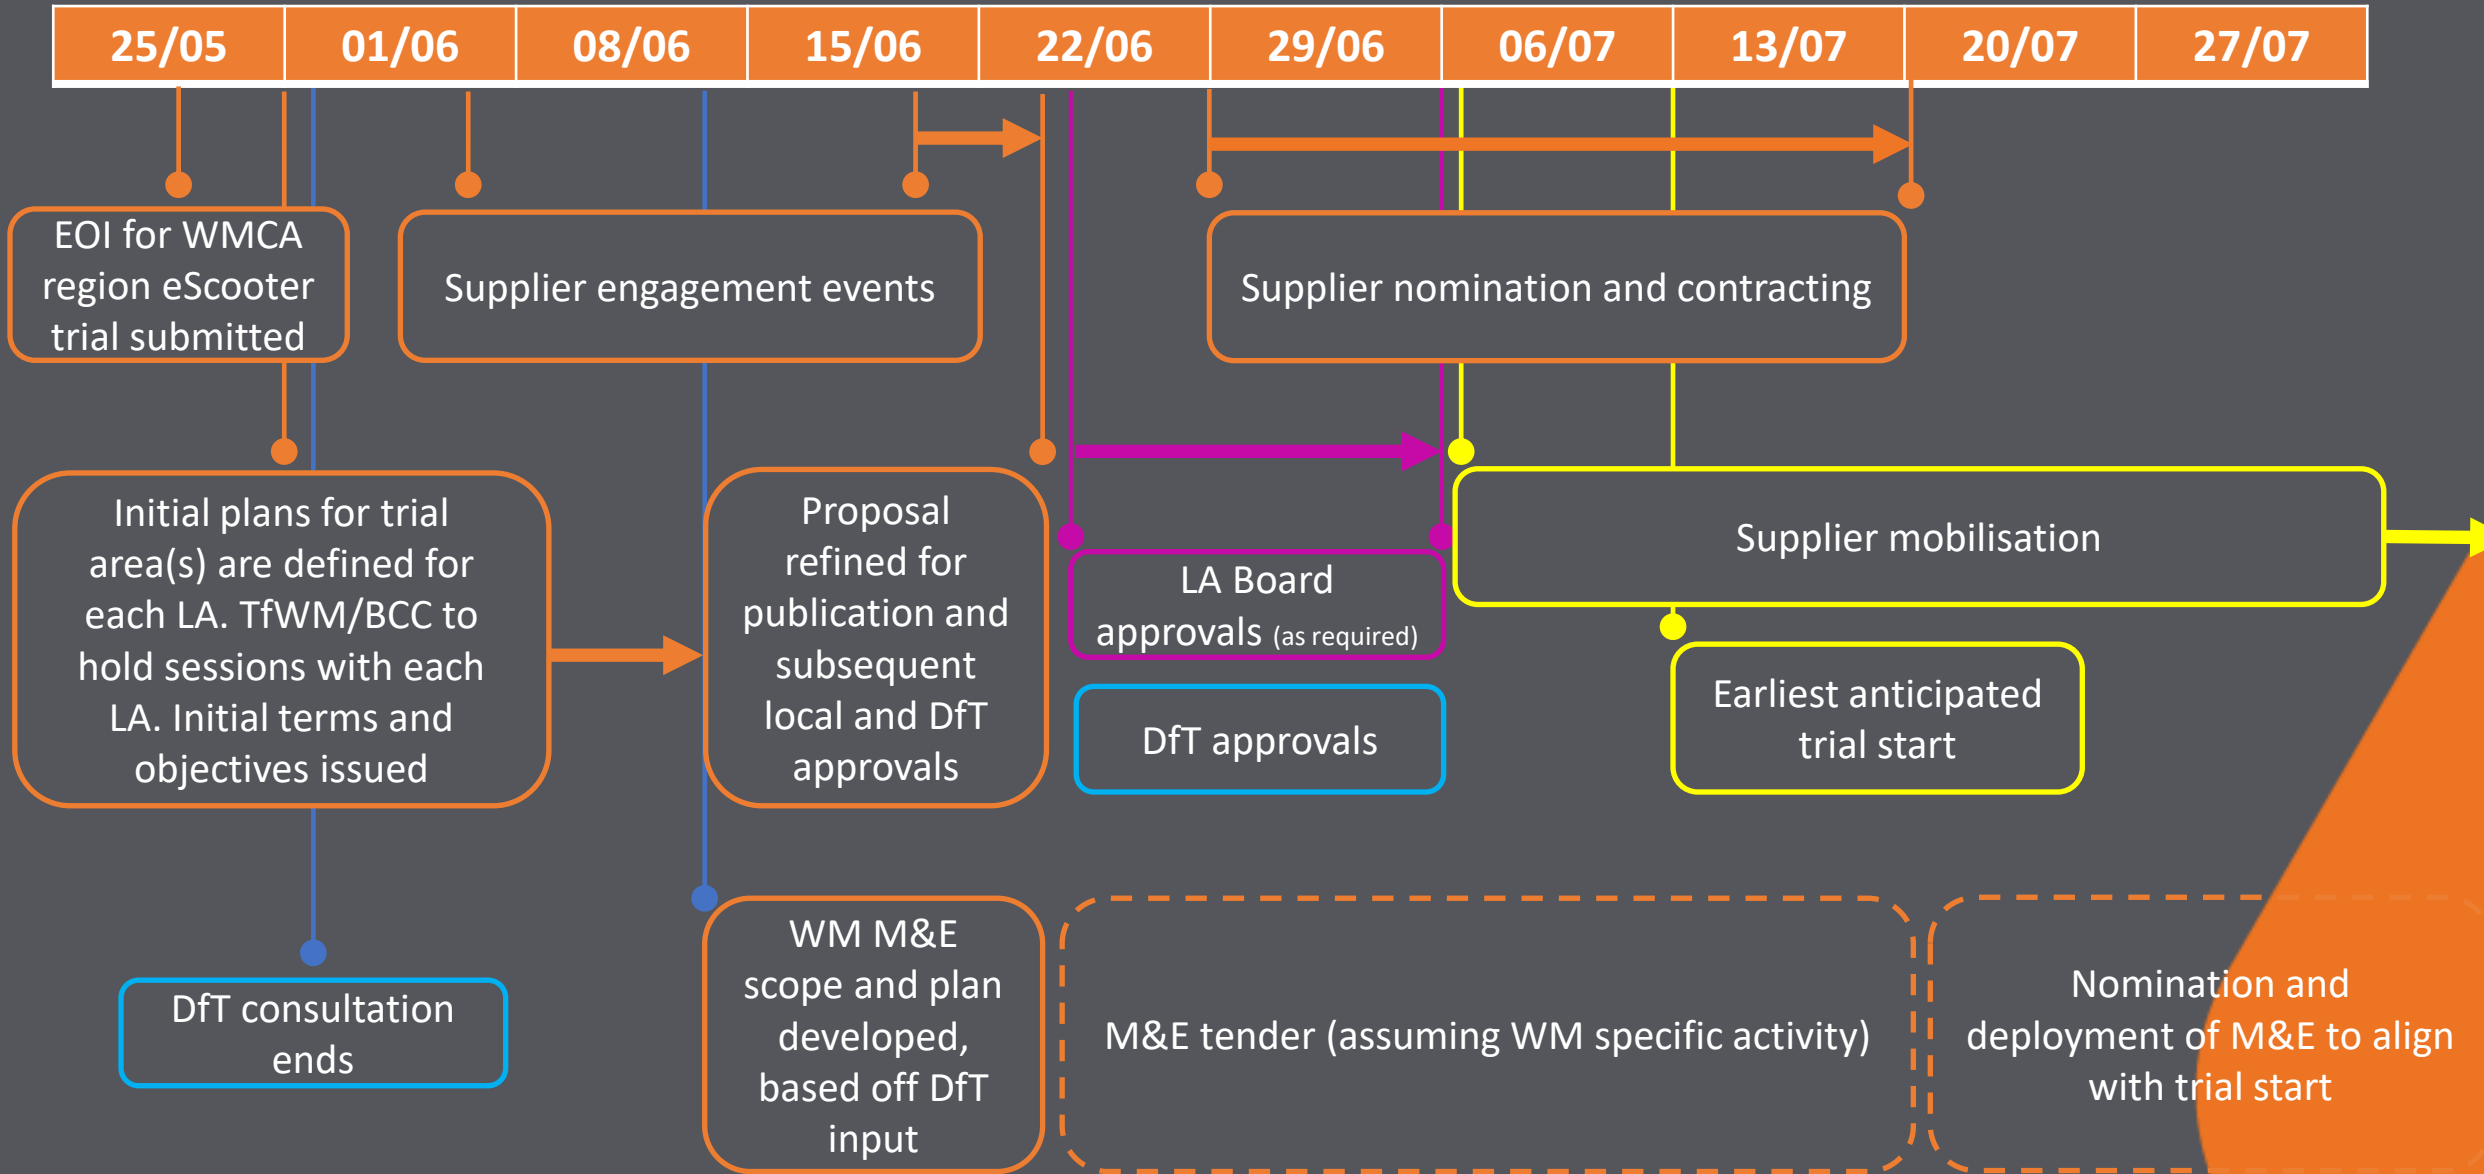 25/05 01/06 08/06 15/06 22/06 29/06 06/07 13/07 20/07 27/07
EOI for WMCA
region eScooter
trial submitted
Supplier engagement events
Supplier nomination and contracting
Initial plans for trial
area(s) are defined for
each LA. TfWM/BCC to
hold sessions with each
LA. Initial terms and
objectives issued
Proposal
refined for
publication and
subsequent
local and DfT
approvals
LA Board
approvals (as required)
DfT approvals
Supplier mobilisation
Earliest anticipated
trial start
DfT consultation
ends
WM M&E
scope and plan
developed,
based off DfT
input
M&E tender (assuming WM specific activity)
Nomination and
deployment of M&E to align
with trial start